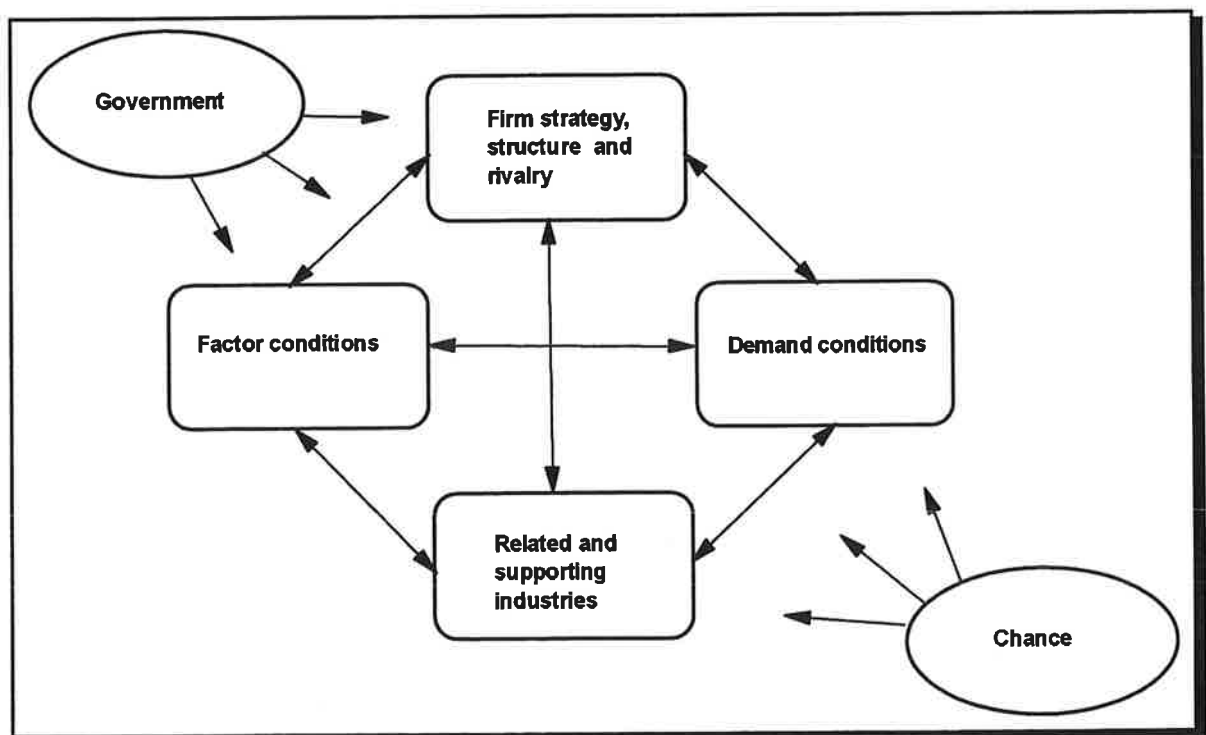 Government
Firm strategy,
structure and
rivalry
Factor conditions
Demand conditions
Related and
supporting
industries
Chance